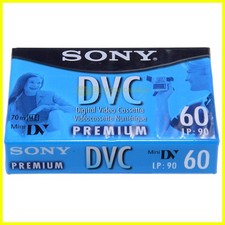 SONY
DVC
Digital Video Cassette
Vidéocassette Numérique
Mini DV
PREMIUM
60
LP: 90
SONY
PREMIUM
DVC
Mini DV
LP: 90
60